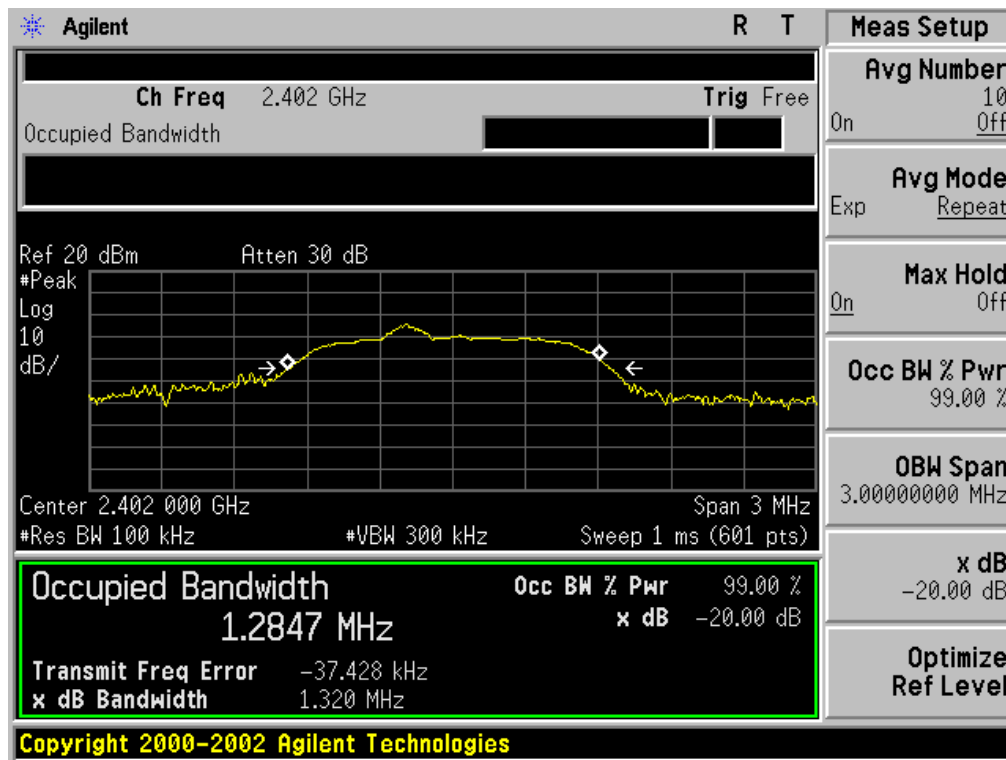 Agilent R T
Ch Freq 2.402 GHz Trig Free
Occupied Bandwidth
Ref 20 dBm Atten 30 dB
#Peak
Log
10
dB/
Center 2.402 000 GHz Span 3 MHz
#Res BW 100 kHz #VBW 300 kHz Sweep 1 ms (601 pts)
Occupied Bandwidth Occ BW % Pwr 99.00 %
1.2847 MHz x dB -20.00 dB
Transmit Freq Error -37.428 kHz
x dB Bandwidth 1.320 MHz
Copyright 2000-2002 Agilent Technologies
Meas Setup
Avg Number
10
On Off
Avg Mode
Exp Repeat
Max Hold
On Off
Occ BW % Pwr
99.00 %
OBW Span
3.00000000 MHz
x dB
-20.00 dB
Optimize
Ref Level